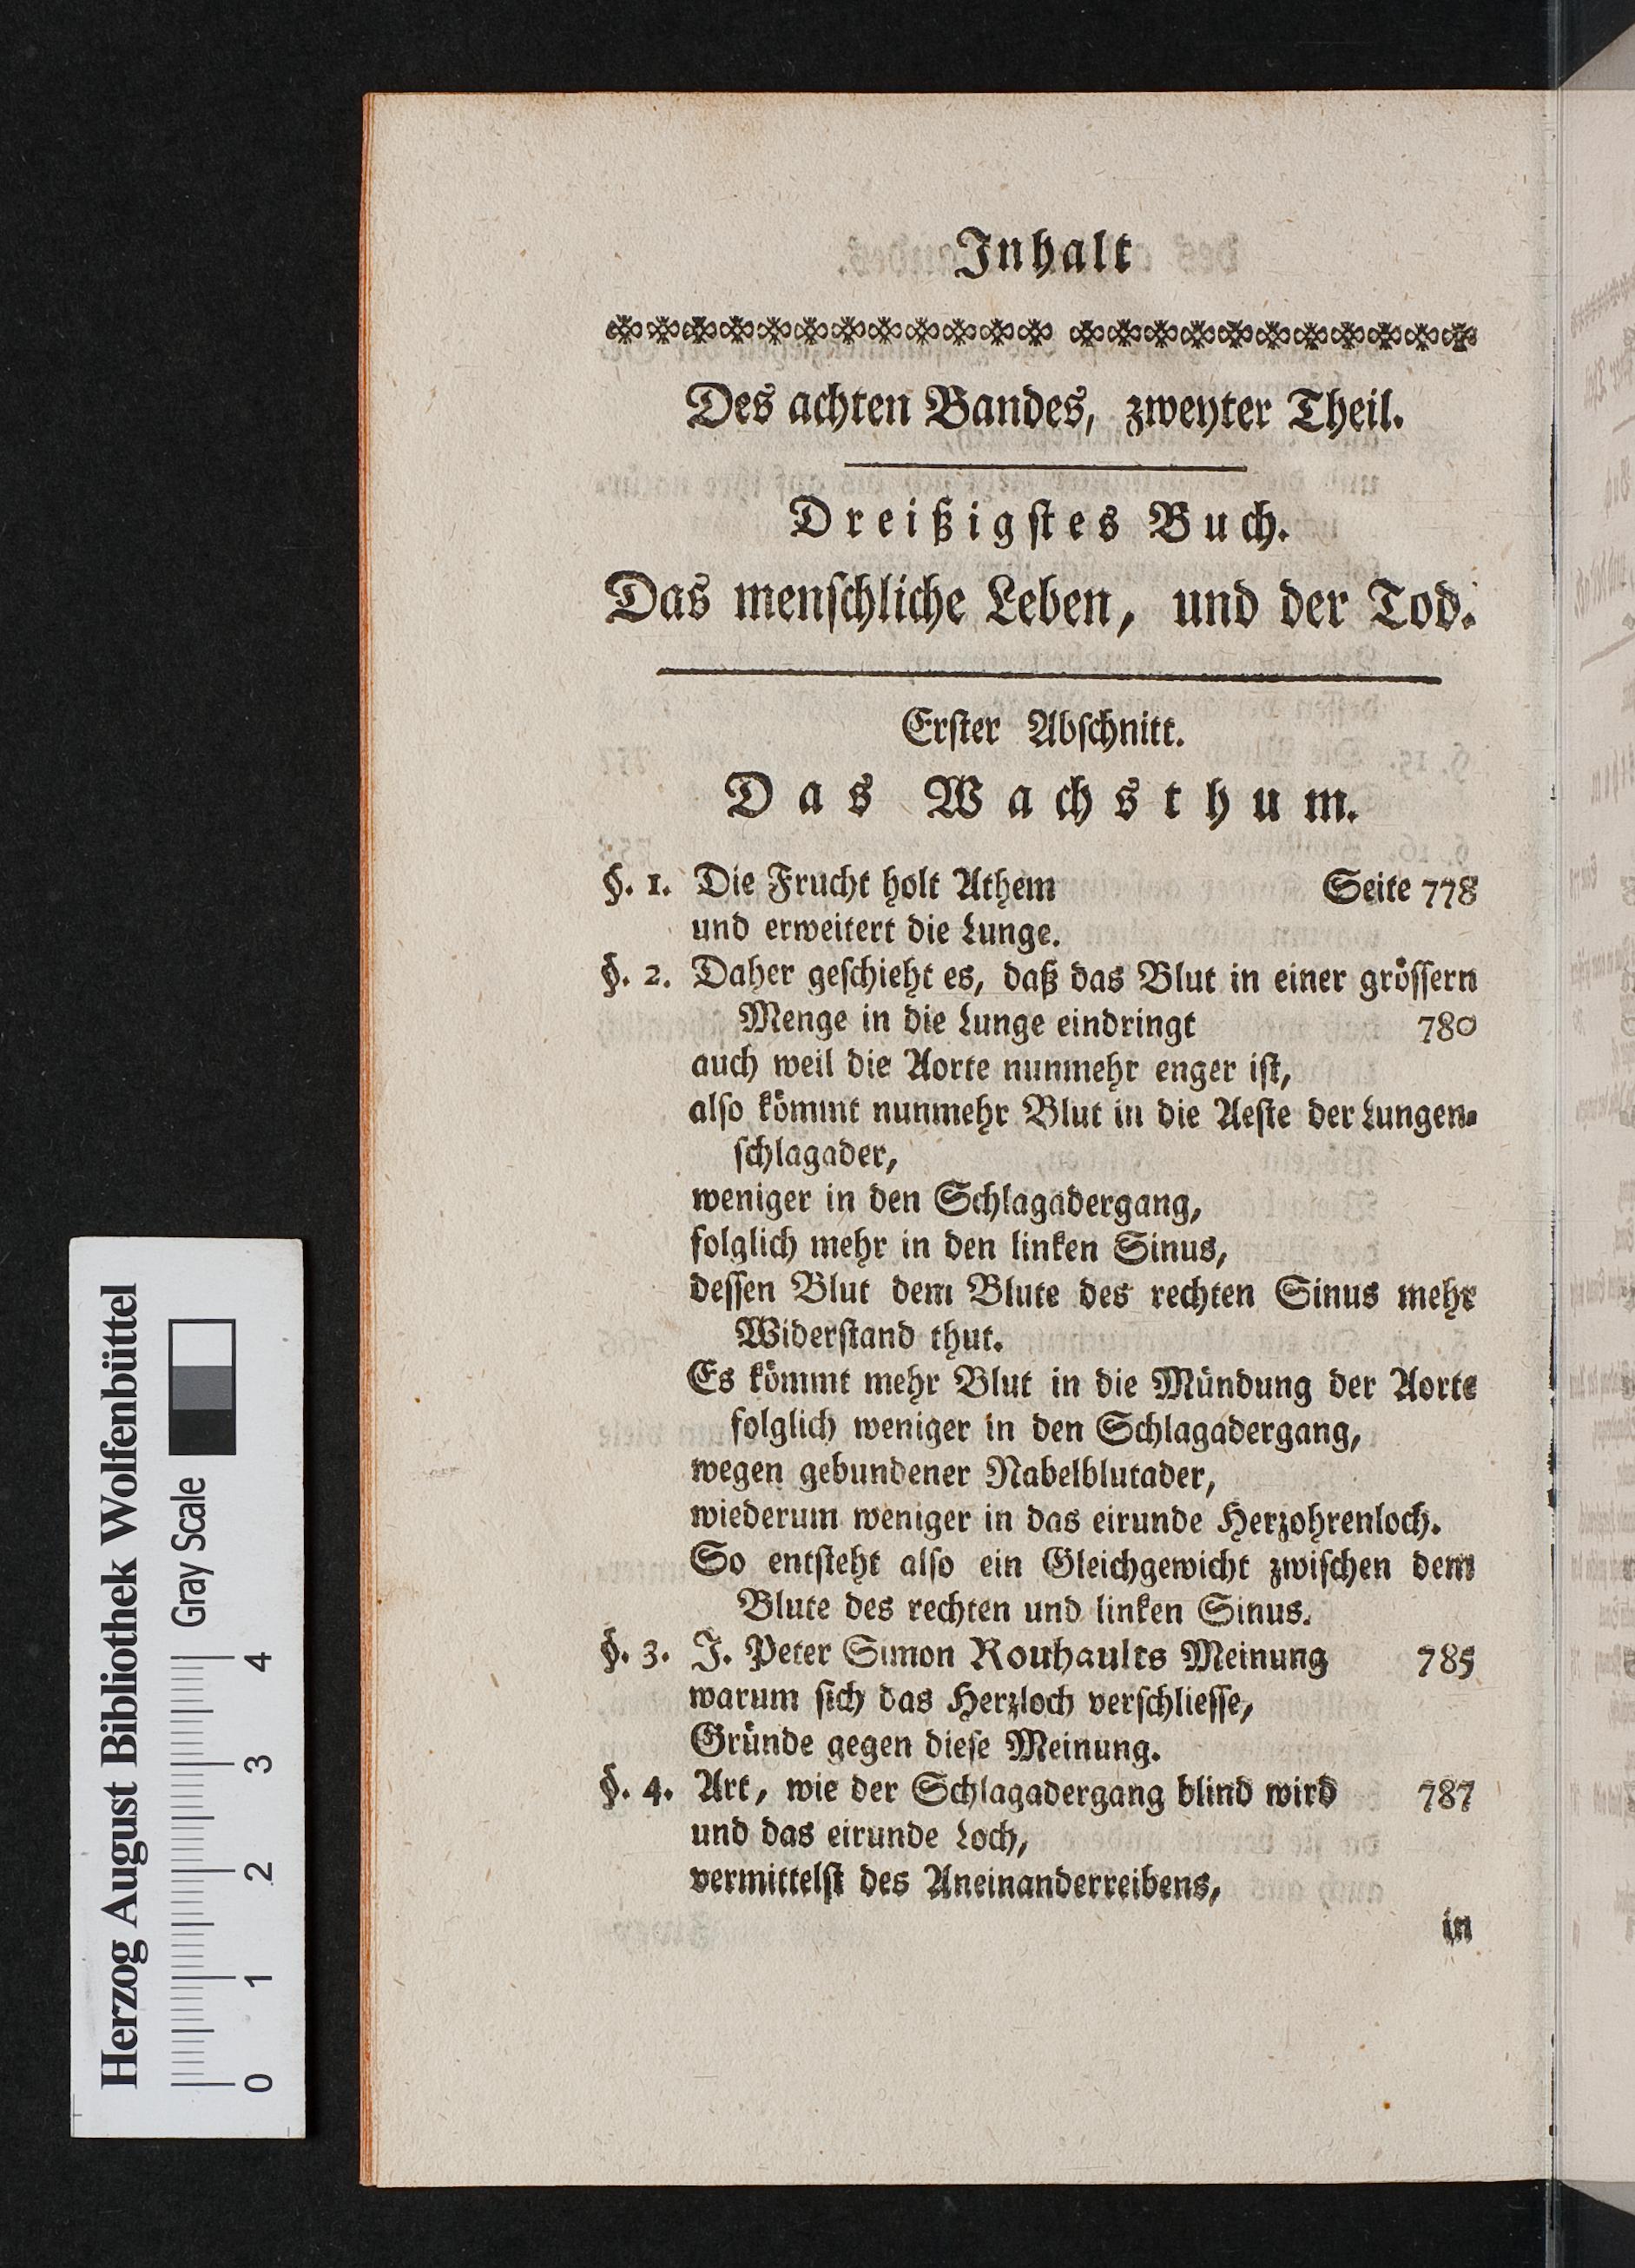 Inhalt
Des achten Bandes, zweyter Theil.
Dreißigſtes Buch.
Das menſchliche Leben, und der Tod.
Erſter Abſchnitt.
Das Wachsthum.
§. 1. Die Frucht holt Athem Seite 778
und erweitert die Lunge.
§. 2. Daher geſchieht es, daß das Blut in einer gröſſern
Menge in die Lunge eindringt 780
auch weil die Aorte nunmehr enger iſt,
alſo kömmt nunmehr Blut in die Aeſte der Lungen-
ſchlagader,
weniger in den Schlagadergang,
folglich mehr in den linken Sinus,
deſſen Blut dem Blute des rechten Sinus mehr
Widerſtand thut.
Es kömmt mehr Blut in die Mündung der Aorte
folglich weniger in den Schlagadergang,
wegen gebundener Nabelblutader,
wiederum weniger in das eirunde Herzohrenloch.
So entſteht alſo ein Gleichgewicht zwiſchen dem
Blute des rechten und linken Sinus.
§. 3. J. Peter Simon Rouhaults Meinung 785
warum ſich das Herzloch verſchlieſſe,
Gründe gegen dieſe Meinung.
§. 4. Art, wie der Schlagadergang blind wird 787
und das eirunde Loch,
vermittelſt des Aneinanderreibens,
in
Herzog August Bibliothek Wolfenbüttel
Gray Scale
0 1 2 3 4